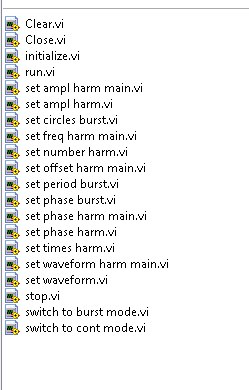 Clear.vi
Close.vi
initialize.vi
run.vi
set ampl harm main.vi
set ampl harm.vi
set circles burst.vi
set freq harm main.vi
set number harm.vi
set offset harm main.vi
set period burst.vi
set phase burst.vi
set phase harm main.vi
set phase harm.vi
set times harm.vi
set waveform harm main.vi
set waveform.vi
stop.vi
switch to burst mode.vi
switch to cont mode.vi